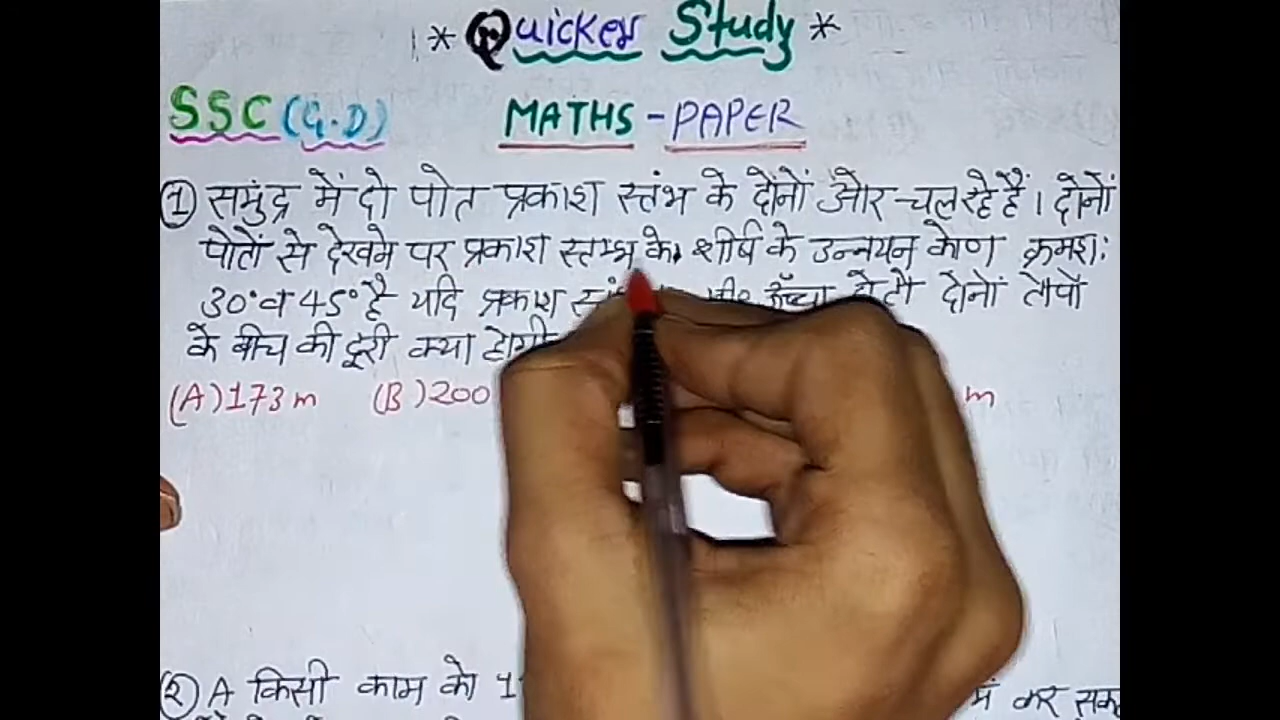 * Quicker Study *
SSC (G.D) MATHS - PAPER
① समुंद्र में दो पोत प्रकाश स्तंभ के दोंनों ओर चल रहे हैं । दोनों
पोतों से देखने पर प्रकाश स्तम्भ के शीर्ष के उन्नयन कोण क्रमशः
30° व 45° है यदि प्रकाश ऊँचा दोनों तोपों
के बीच की दूरी क्या होगी
(A) 173 m (B) 200 m
② A किसी काम को में कर